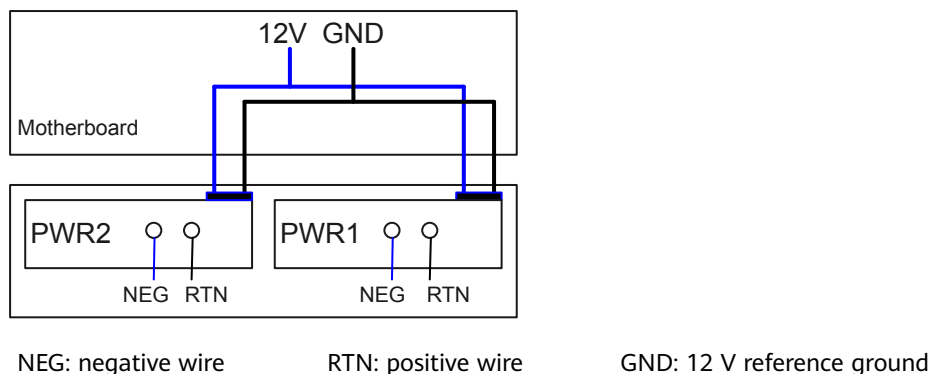 12V GND
Motherboard
PWR2
PWR1
NEG RTN
NEG RTN
NEG: negative wire RTN: positive wire GND: 12 V reference ground